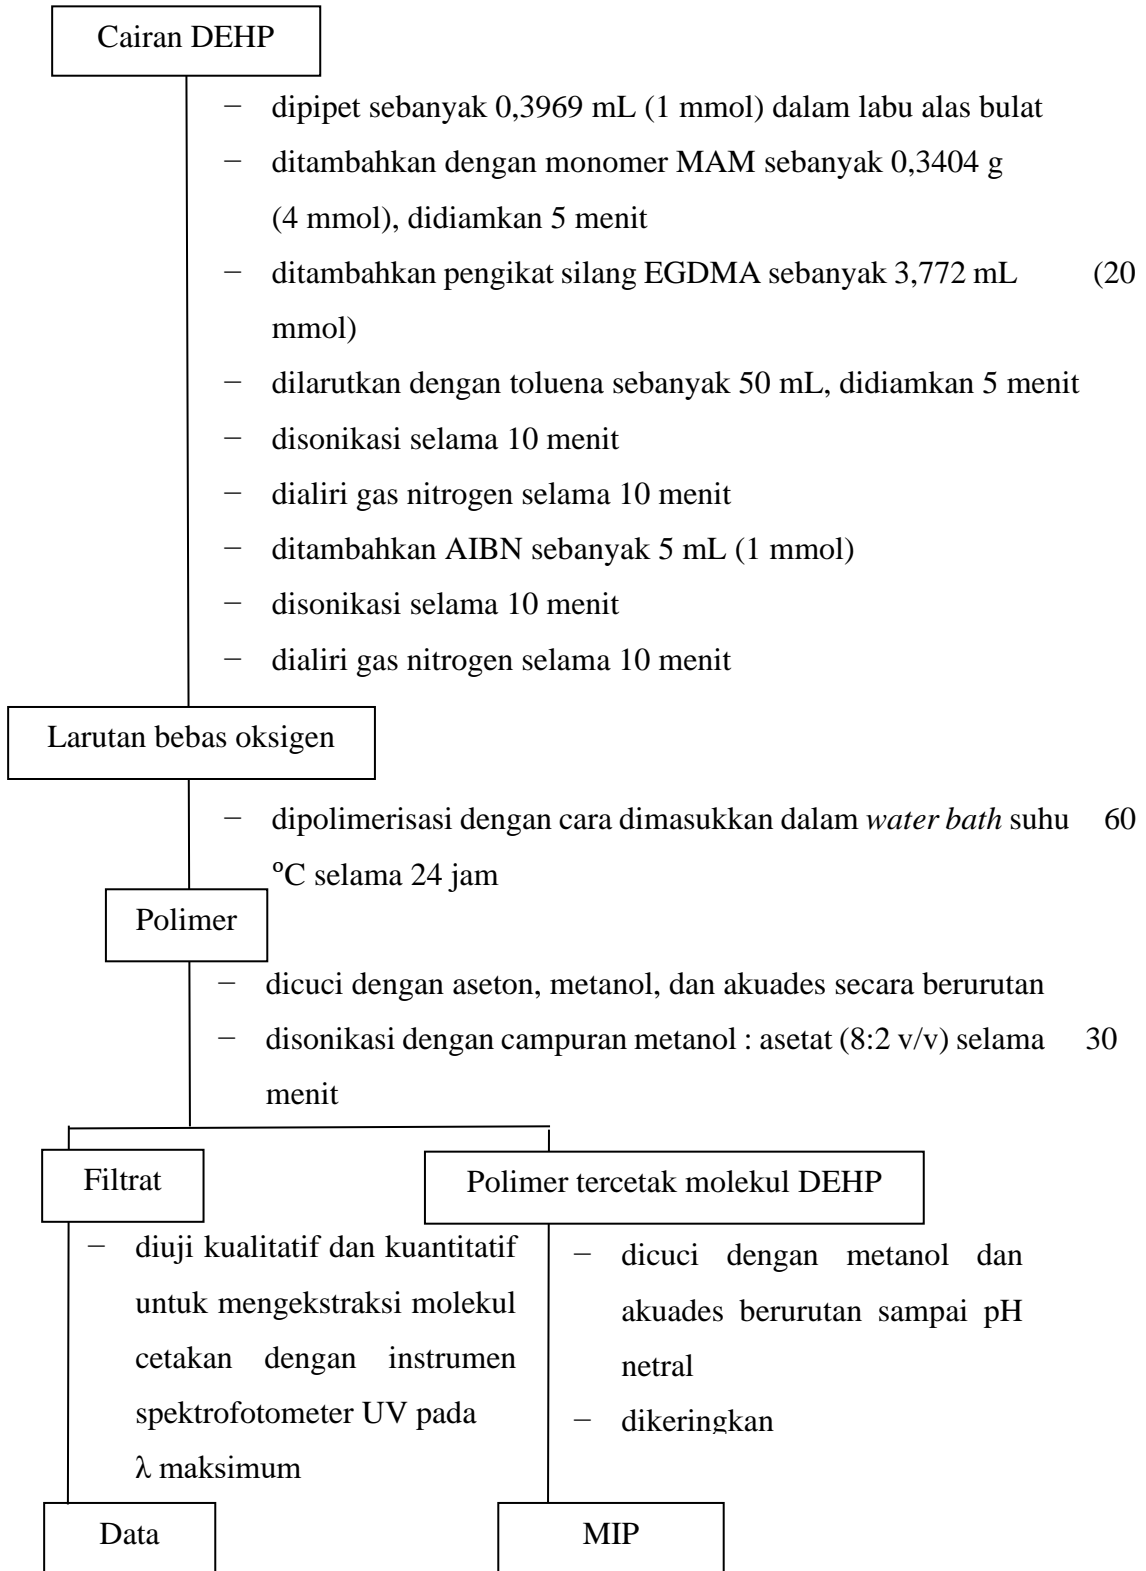 Cairan DEHP
− dipipet sebanyak 0,3969 mL (1 mmol) dalam labu alas bulat
− ditambahkan dengan monomer MAM sebanyak 0,3404 g
(4 mmol), didiamkan 5 menit
− ditambahkan pengikat silang EGDMA sebanyak 3,772 mL (20
mmol)
− dilarutkan dengan toluena sebanyak 50 mL, didiamkan 5 menit
− disonikasi selama 10 menit
− dialiri gas nitrogen selama 10 menit
− ditambahkan AIBN sebanyak 5 mL (1 mmol)
− disonikasi selama 10 menit
− dialiri gas nitrogen selama 10 menit
Larutan bebas oksigen
− dipolimerisasi dengan cara dimasukkan dalam water bath suhu 60
ºC selama 24 jam
Polimer
− dicuci dengan aseton, metanol, dan akuades secara berurutan
− disonikasi dengan campuran metanol : asetat (8:2 v/v) selama 30
menit
Filtrat
− diuji kualitatif dan kuantitatif
untuk mengekstraksi molekul
cetakan dengan instrumen
spektrofotometer UV pada
λ maksimum
Data
Polimer tercetak molekul DEHP
− dicuci dengan metanol dan
akuades berurutan sampai pH
netral
− dikeringkan
MIP